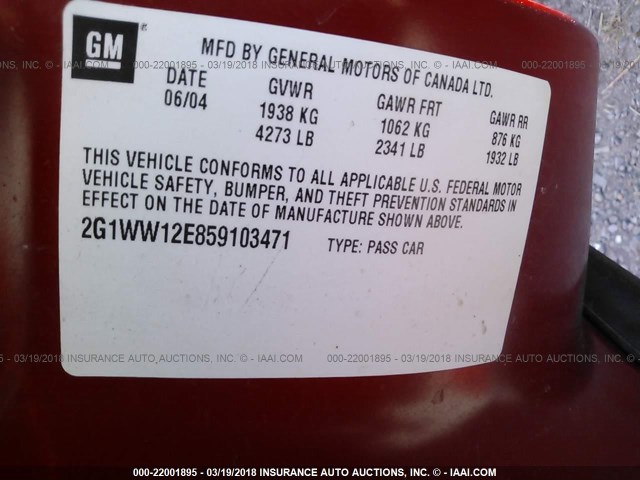 GM
MFD BY GENERAL MOTORS OF CANADA LTD.
DATE GVWR GAWR FRT GAWR RR
06/04 1938 KG 1062 KG 876 KG
4273 LB 2341 LB 1932 LB
THIS VEHICLE CONFORMS TO ALL APPLICABLE U.S. FEDERAL MOTOR
VEHICLE SAFETY, BUMPER, AND THEFT PREVENTION STANDARDS IN
EFFECT ON THE DATE OF MANUFACTURE SHOWN ABOVE.
2G1WW12E859103471 TYPE: PASS CAR
000-22001895 - 03/19/2018 INSURANCE AUTO AUCTIONS, INC. - © - IAAI.COM